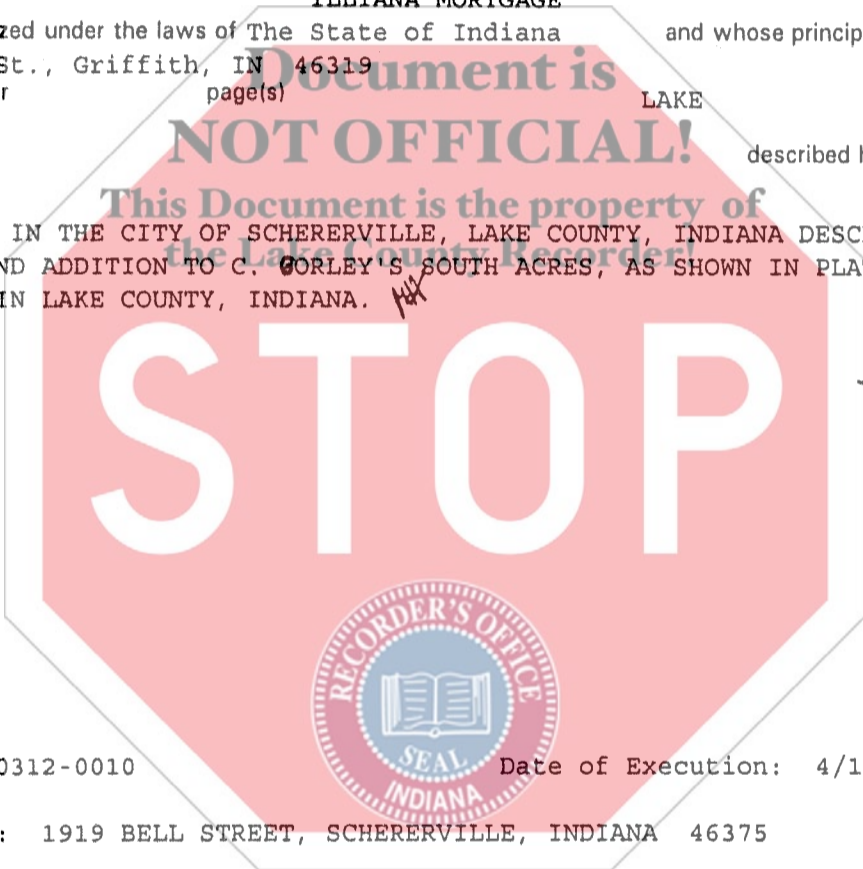 ILLIANA MORTGAGE
zed under the laws of The State of Indiana and whose princip
St., Griffith, IN 46319
Document is
r page(s) LAKE
NOT OFFICIAL!
described h
This Document is the property of
IN THE CITY OF SCHERERVILLE, LAKE COUNTY, INDIANA DESC
the Lake County Recorder!
ND ADDITION TO C. GORLEY'S SOUTH ACRES, AS SHOWN IN PLA
IN LAKE COUNTY, INDIANA.
STOP
RECORDER'S OFFICE
SEAL
INDIANA
0312-0010 Date of Execution: 4/1
: 1919 BELL STREET, SCHERERVILLE, INDIANA 46375